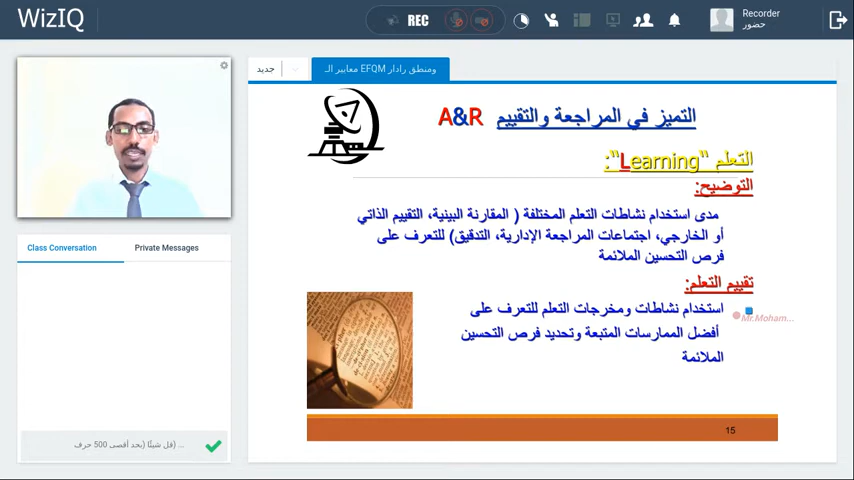 WizIQ
REC
Recorder
حضور
جديد
ومنطق رادار EFQM معايير الـ
التميز في المراجعة والتقييم A&R
التعلم "Learning":
التوضيح:
مدى استخدام نشاطات التعلم المختلفة ( المقارنة البينية، التقييم الذاتي
أو الخارجي، اجتماعات المراجعة الإدارية، التدقيق) للتعرف على
فرص التحسين الملائمة
تقييم التعلم:
استخدام نشاطات ومخرجات التعلم للتعرف على
أفضل الممارسات المتبعة وتحديد فرص التحسين
الملائمة
Mr.Moham...
15
Class Conversation
Private Messages
... (قل شيئًا (بحد أقصى 500 حرف